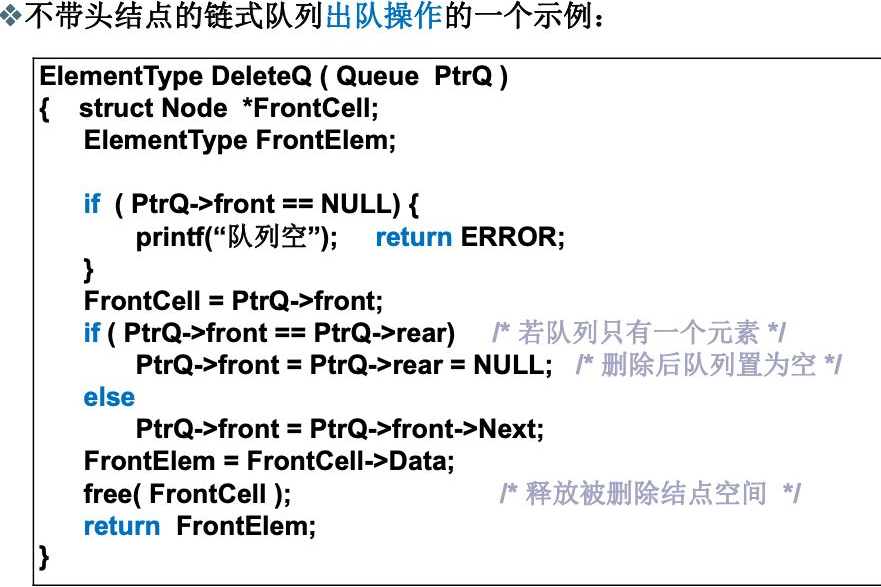 ❖不带头结点的链式队列出队操作的一个示例：
ElementType DeleteQ ( Queue PtrQ )
{ struct Node *FrontCell;
ElementType FrontElem;
if ( PtrQ->front == NULL) {
printf(“队列空”); return ERROR;
}
FrontCell = PtrQ->front;
if ( PtrQ->front == PtrQ->rear) /* 若队列只有一个元素 */
PtrQ->front = PtrQ->rear = NULL; /* 删除后队列置为空 */
else
PtrQ->front = PtrQ->front->Next;
FrontElem = FrontCell->Data;
free( FrontCell ); /* 释放被删除结点空间 */
return FrontElem;
}